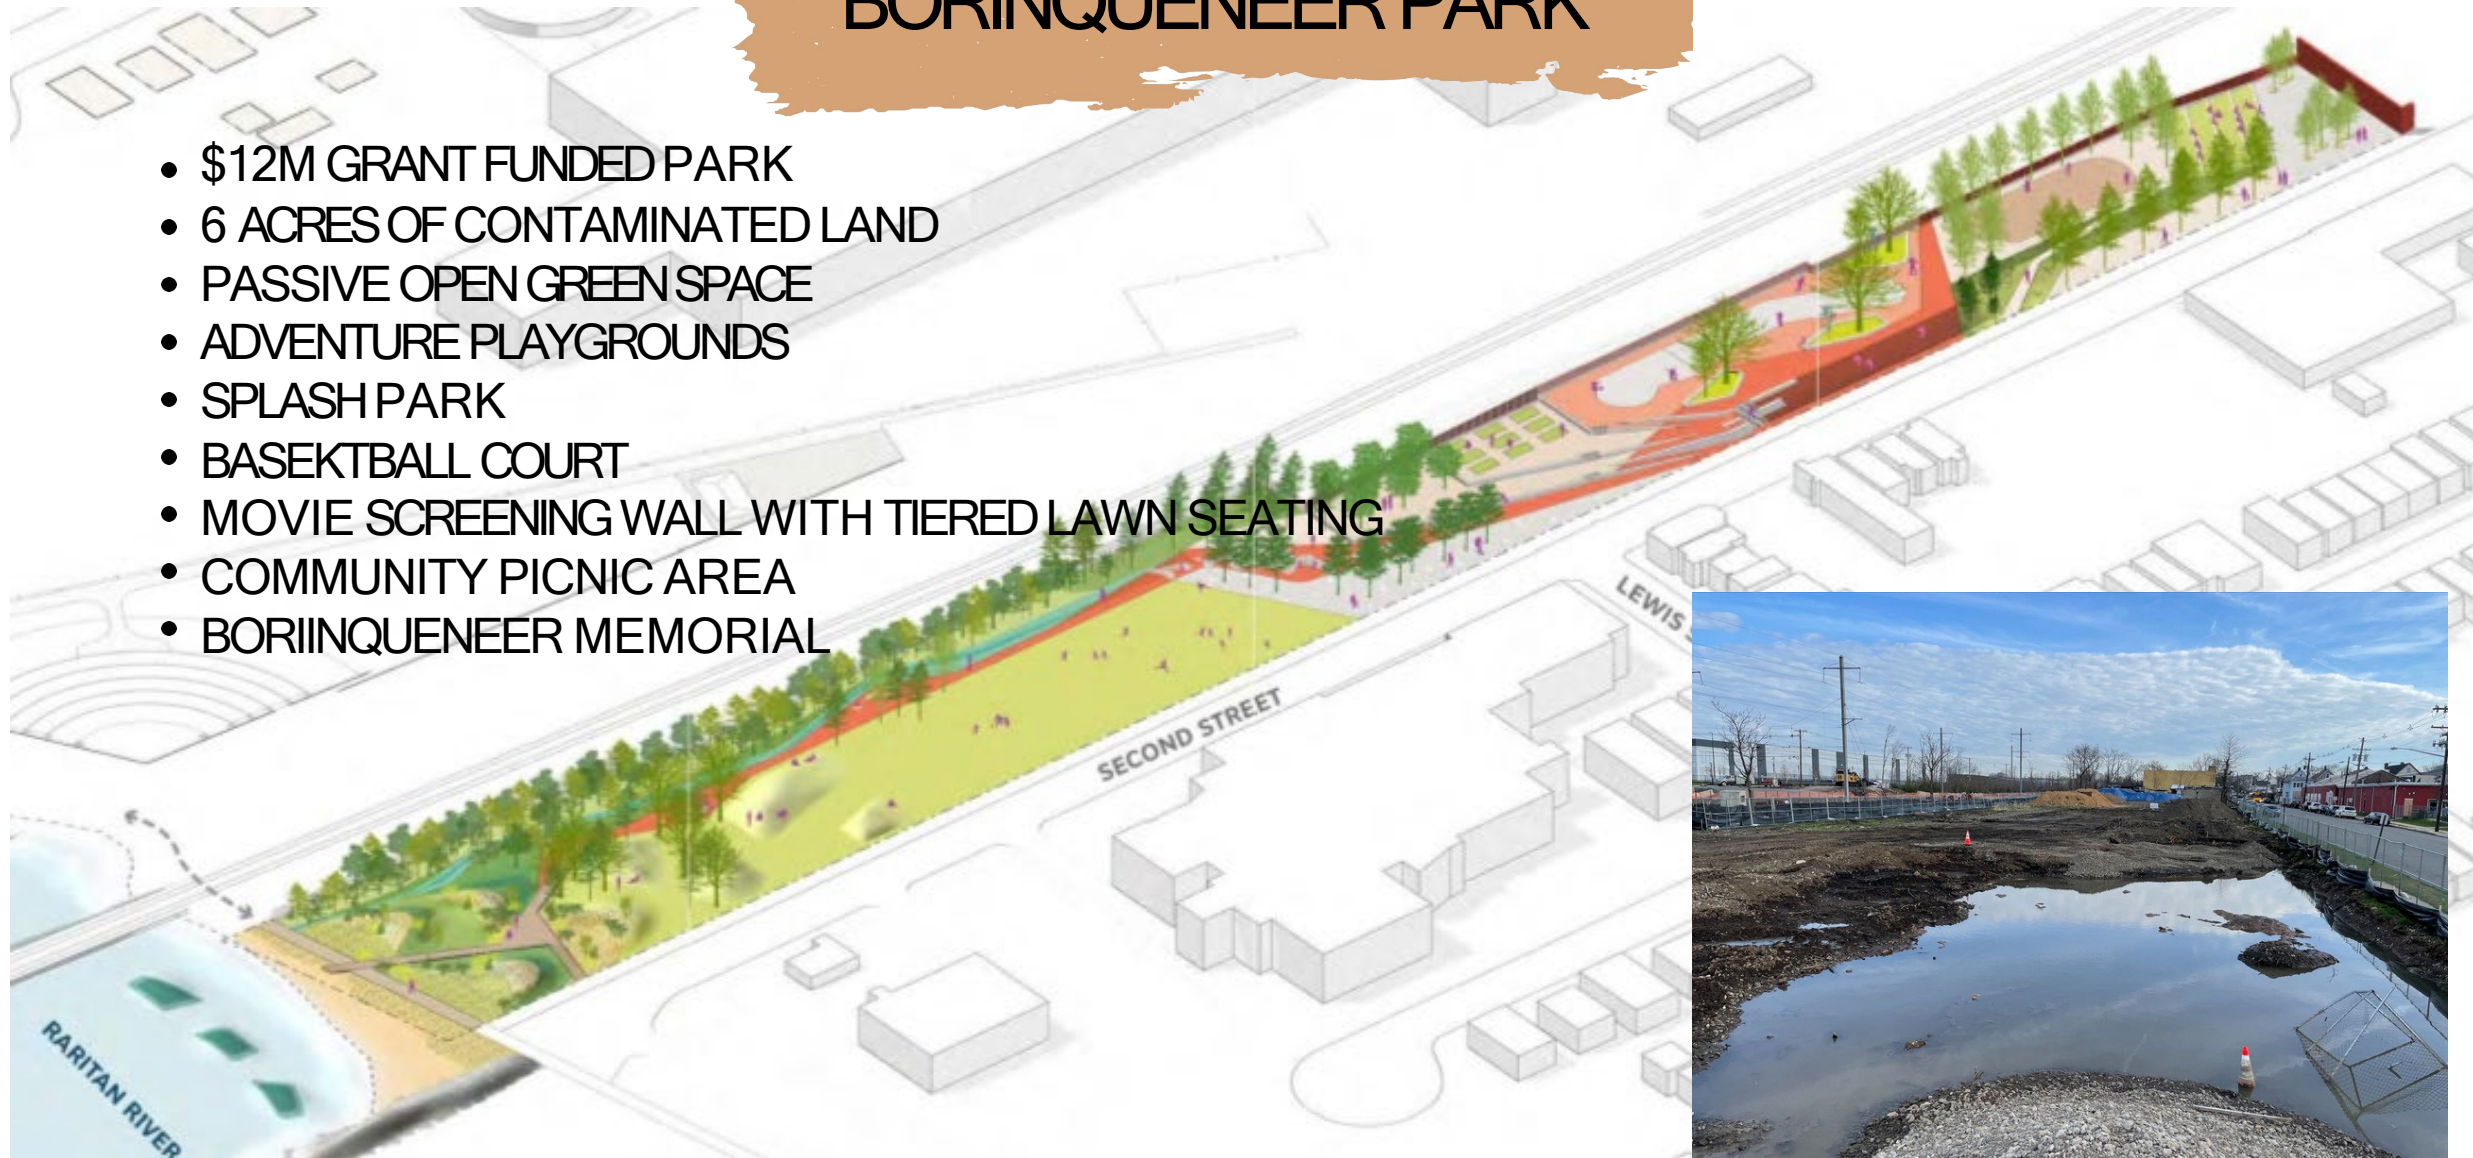 BORINQUENEER PARK
$12M GRANT FUNDED PARK
6 ACRES OF CONTAMINATED LAND
PASSIVE OPEN GREEN SPACE
ADVENTURE PLAYGROUNDS
SPLASH PARK
BASEKTBALL COURT
MOVIE SCREENING WALL WITH TIERED LAWN SEATING
COMMUNITY PICNIC AREA
BORIINQUENEER MEMORIAL
LEWIS
SECOND STREET
RARITAN RIVER